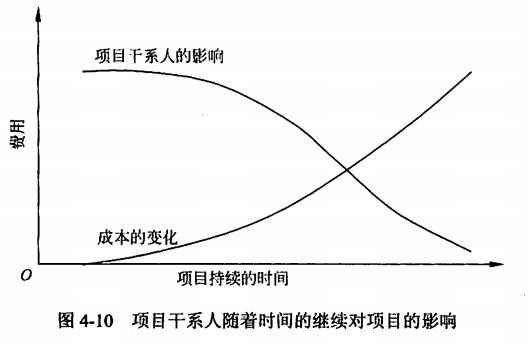 项目干系人的影响
费用
成本的变化
O
项目持续的时间
图 4-10 项目干系人随着时间的继续对项目的影响